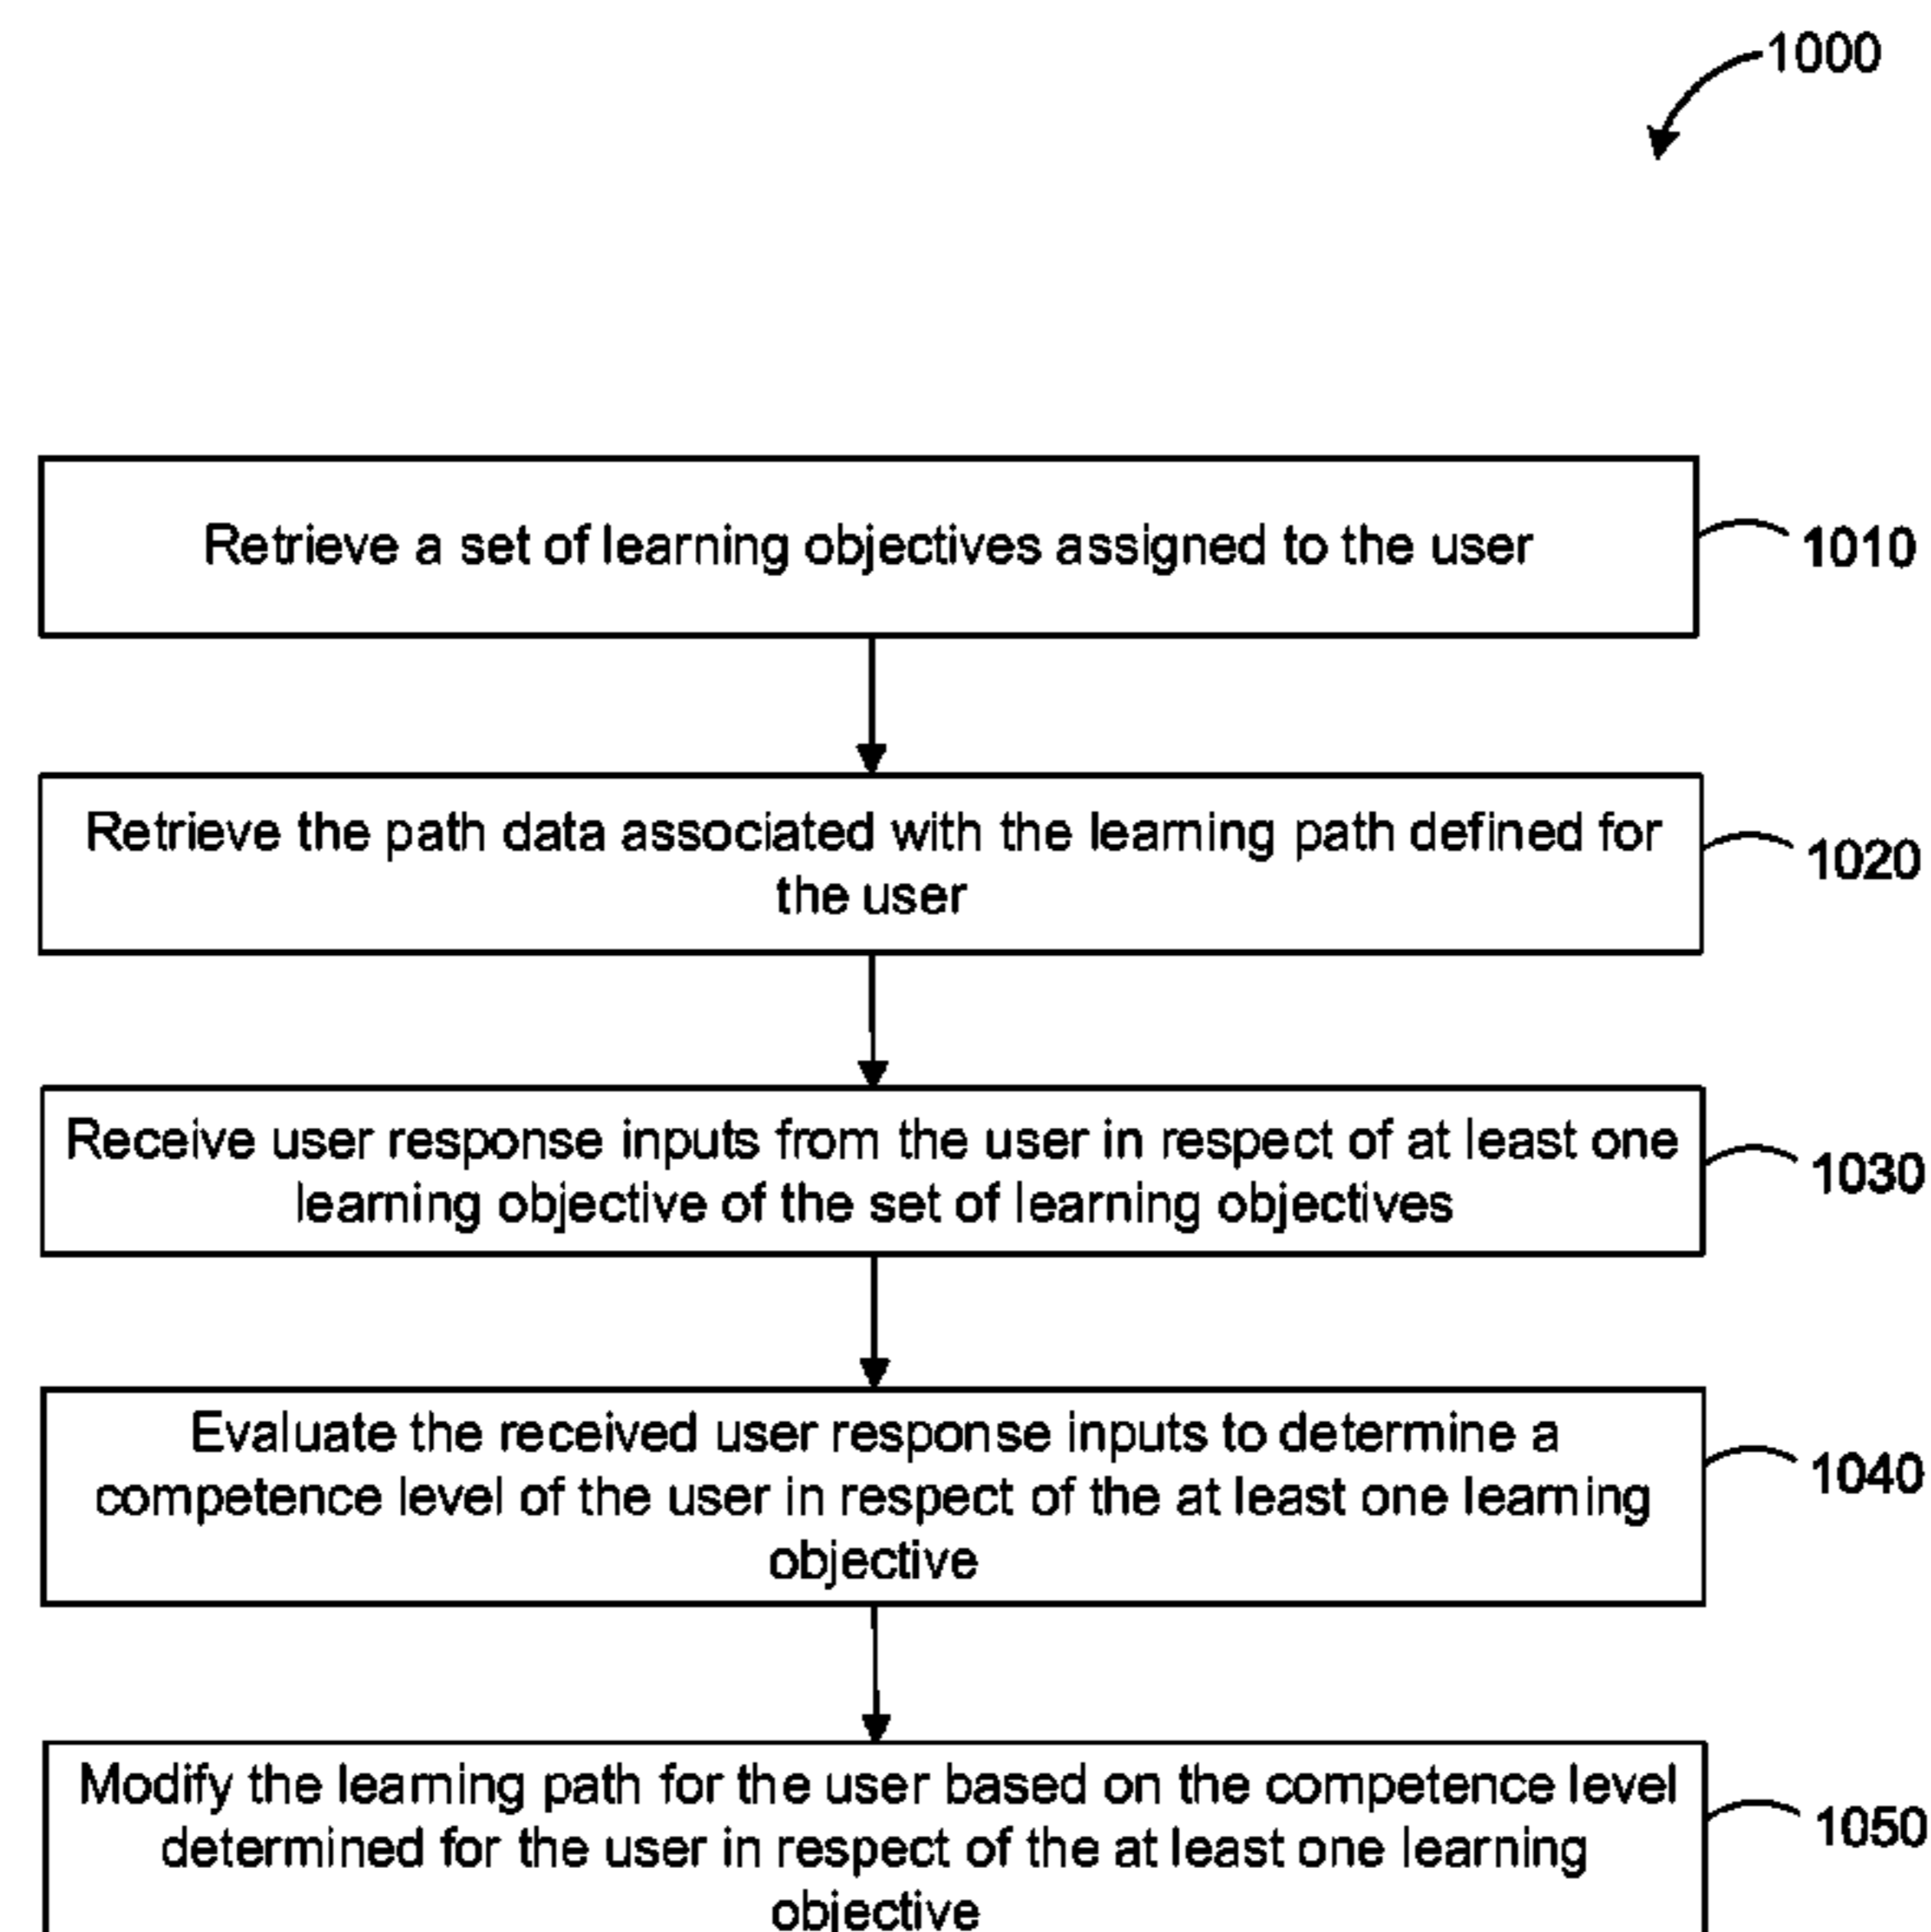 1000
Retrieve a set of learning objectives assigned to the user
1010
Retrieve the path data associated with the learning path defined for
the user
1020
Receive user response inputs from the user in respect of at least one
learning objective of the set of learning objectives
1030
Evaluate the received user response inputs to determine a
competence level of the user in respect of the at least one learning
objective
1040
Modify the learning path for the user based on the competence level
determined for the user in respect of the at least one learning
objective
1050